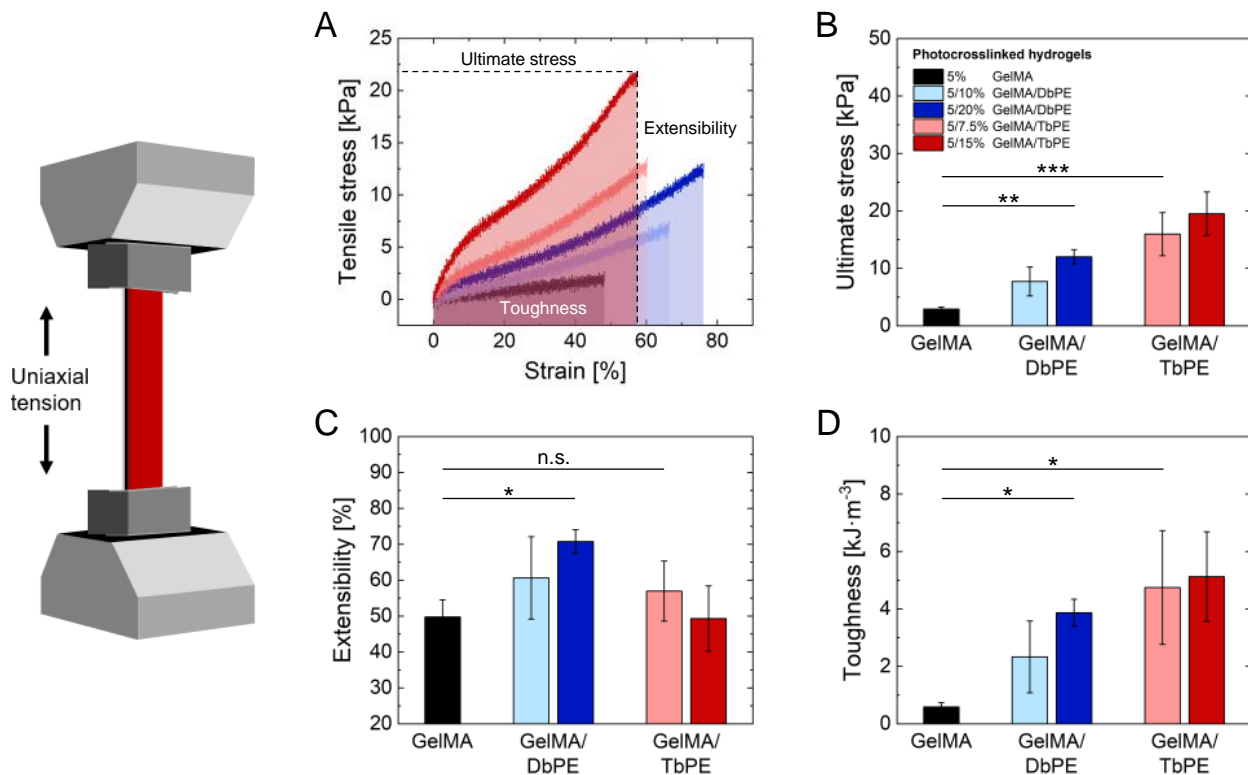 Uniaxial
tension
A
Tensile stress [kPa]
25
20
15
10
5
0
Ultimate stress
Extensibility
Toughness
0
20
40
60
80
Strain [%]
B
Ultimate stress [kPa]
50
40
30
20
10
0
Photocrosslinked hydrogels
5% GelMA
5/10% GelMA/DbPE
5/20% GelMA/DbPE
5/7.5% GelMA/TbPE
5/15% GelMA/TbPE
***
**
GelMA
GelMA/
DbPE
GelMA/
TbPE
C
Extensibility [%]
100
90
80
70
60
50
40
30
20
n.s.
*
GelMA
GelMA/
DbPE
GelMA/
TbPE
D
Toughness [kJ·m-3]
10
8
6
4
2
0
*
*
GelMA
GelMA/
DbPE
GelMA/
TbPE